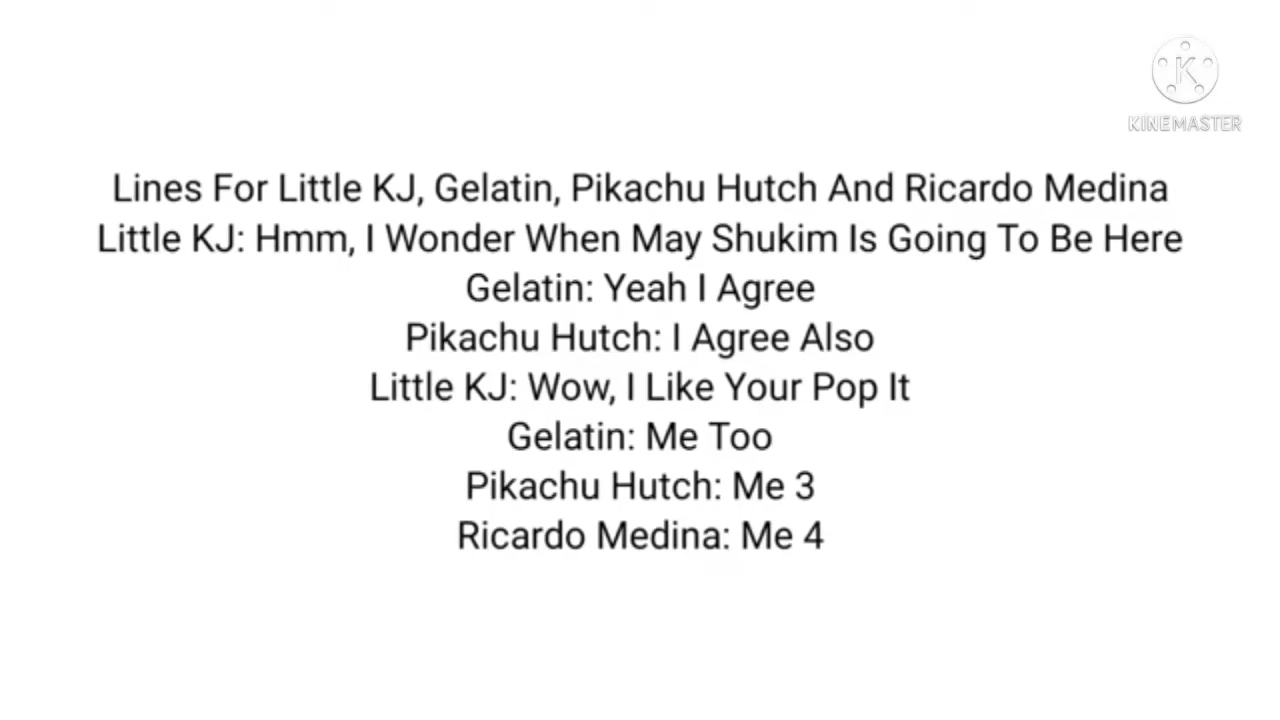 KINEMASTER
Lines For Little KJ, Gelatin, Pikachu Hutch And Ricardo Medina
Little KJ: Hmm, I Wonder When May Shukim Is Going To Be Here
Gelatin: Yeah I Agree
Pikachu Hutch: I Agree Also
Little KJ: Wow, I Like Your Pop It
Gelatin: Me Too
Pikachu Hutch: Me 3
Ricardo Medina: Me 4